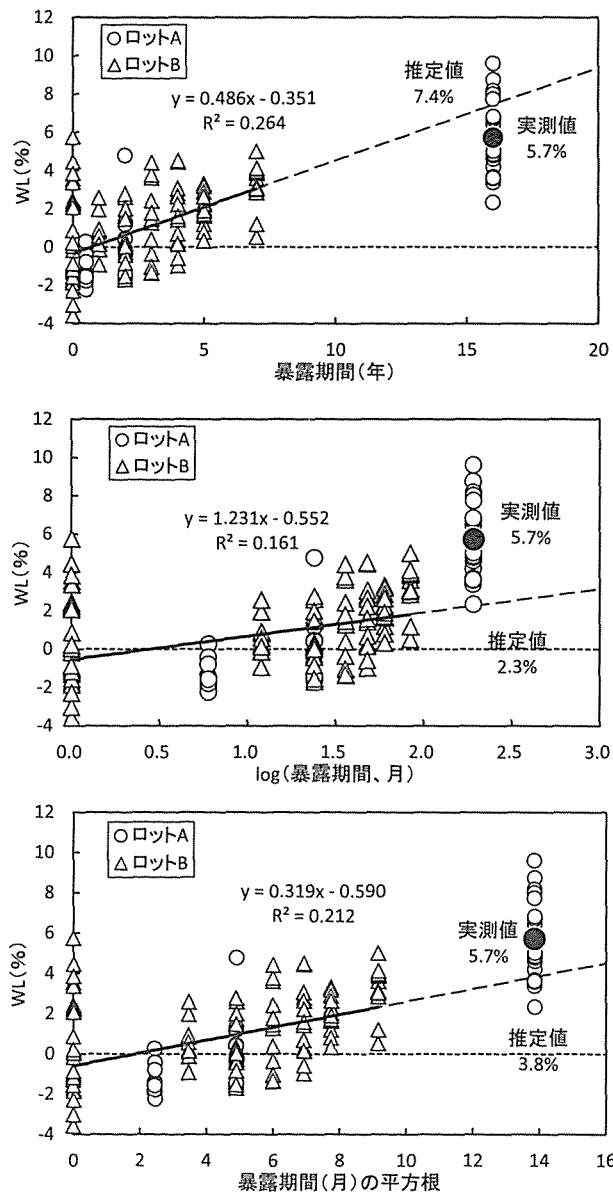 12
10
8
6
4
2
0
-2
-4
WL(%)
○ロットA
△ロットB
y = 0.486x - 0.351
R² = 0.264
推定値
7.4%
実測値
5.7%
0 5 10 15 20
暴露期間(年)
12
10
8
6
4
2
0
-2
-4
WL(%)
○ロットA
△ロットB
y = 1.231x - 0.552
R² = 0.161
実測値
5.7%
推定値
2.3%
0.0 0.5 1.0 1.5 2.0 2.5 3.0
log(暴露期間、月)
12
10
8
6
4
2
0
-2
-4
WL(%)
○ロットA
△ロットB
y = 0.319x - 0.590
R² = 0.212
実測値
5.7%
推定値
3.8%
0 2 4 6 8 10 12 14 16
暴露期間(月)の平方根